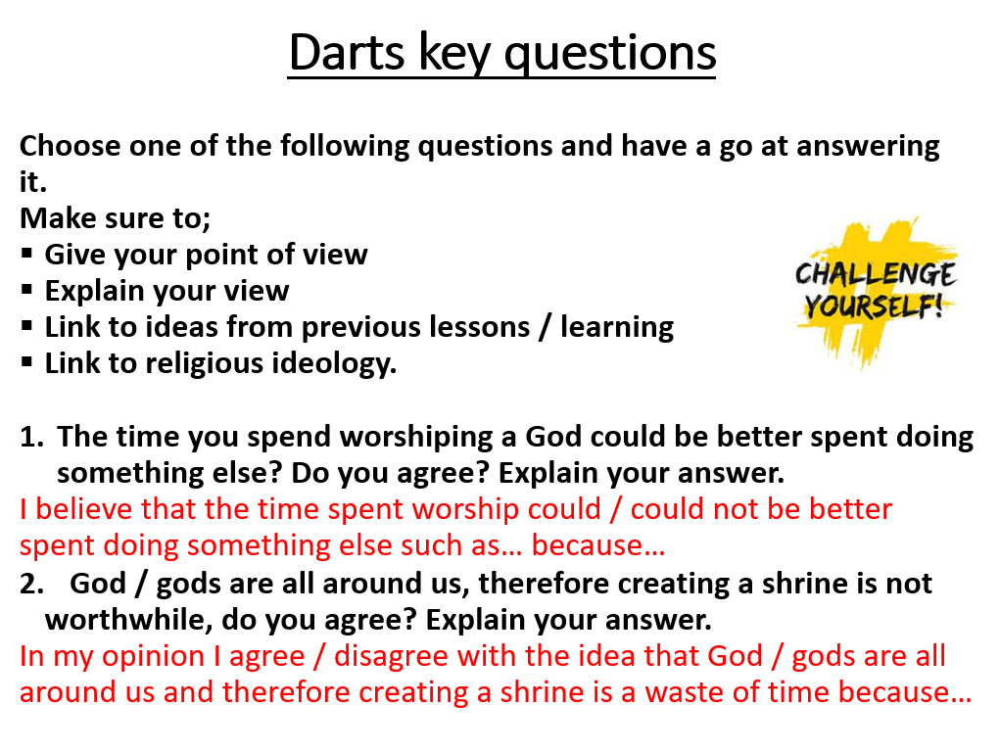 Darts key questions
Choose one of the following questions and have a go at answering
it.
Make sure to;
▪ Give your point of view
▪ Explain your view
▪ Link to ideas from previous lessons / learning
▪ Link to religious ideology.
CHALLENGE
YOURSELF!
1. The time you spend worshiping a God could be better spent doing
something else? Do you agree? Explain your answer.
I believe that the time spent worship could / could not be better
spent doing something else such as… because…
2. God / gods are all around us, therefore creating a shrine is not
worthwhile, do you agree? Explain your answer.
In my opinion I agree / disagree with the idea that God / gods are all
around us and therefore creating a shrine is a waste of time because…